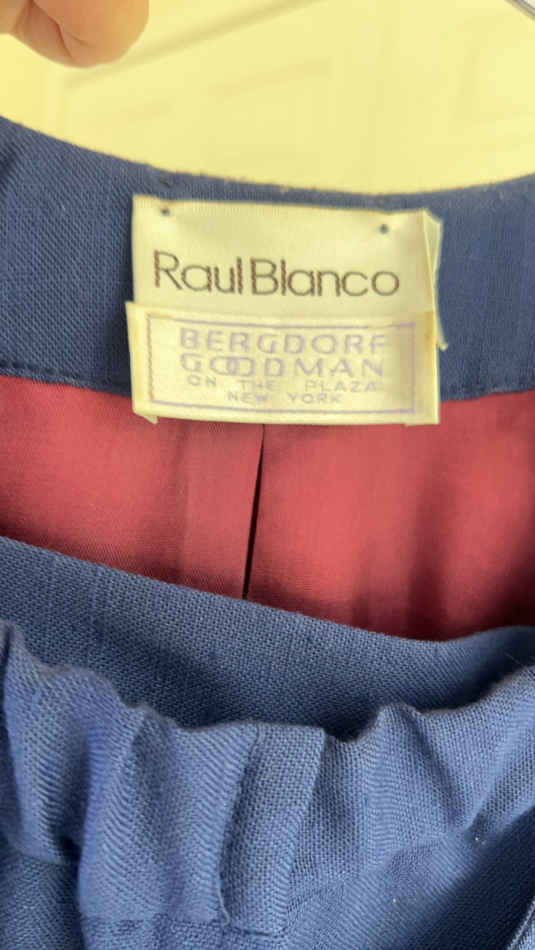 Raul Blanco
BERGDORF
GOODMAN
ON THE PLAZA
NEW YORK